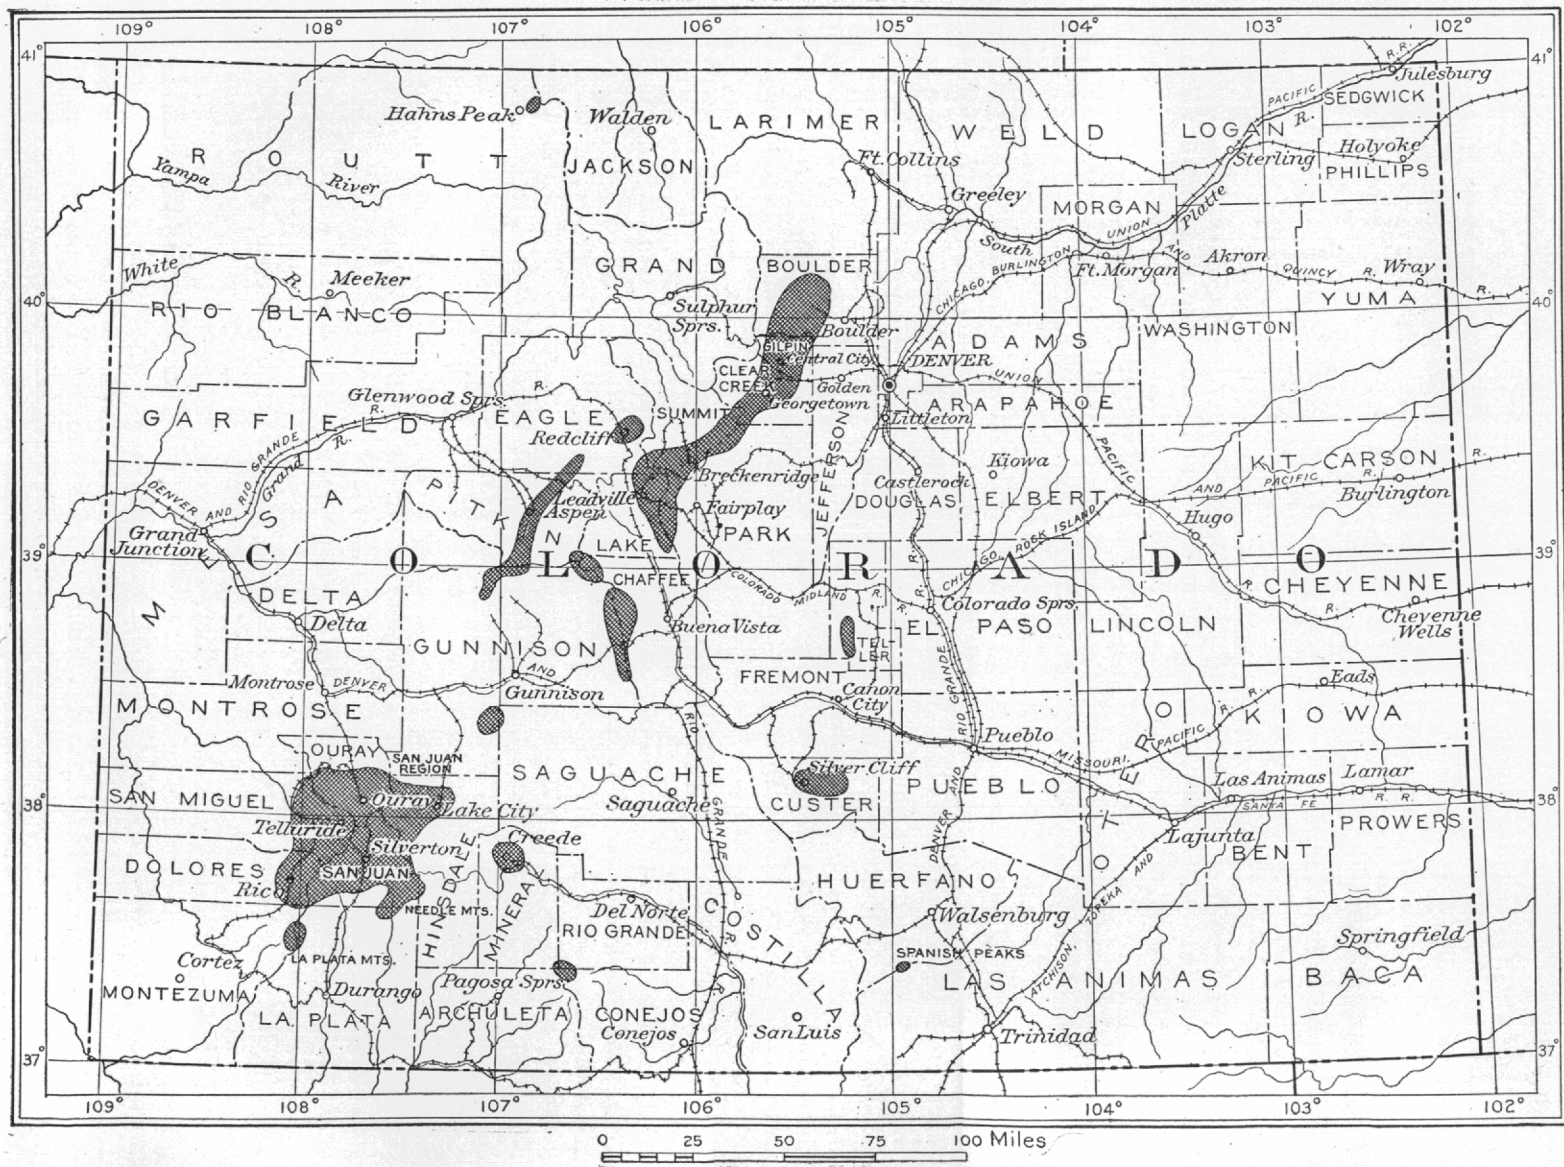 109° 108° 107° 106° 105° 104° 103° 102°
41° 41°
Julesburg
PACIFIC R.R.
SEDGWICK
Hahns Peak
Walden
LARIMER
WELD
LOGAN
R.
ROUTT
JACKSON
Ft. Collins
Sterling
Holyoke
PHILLIPS
Yampa River
Greeley
MORGAN
Platte
South
UNION
White R.
Meeker
GRAND
BOULDER
CHICAGO, BURLINGTON AND QUINCY R. R.
Ft. Morgan
Akron
Wray
40° 40°
RIO BLANCO
Sulphur Sprs.
Boulder
YUMA
GILPIN
Central City
ADAMS
WASHINGTON
CLEAR CREEK
DENVER
Golden
UNION PACIFIC
Glenwood Sprs.
R.
Georgetown
ARAPAHOE
GARFIELD
EAGLE
SUMMIT
Littleton
Redcliff
JEFFERSON
DENVER AND RIO GRANDE R.
Grand R.
Breckenridge
Kiowa
KIT CARSON
Castlerock
DOUGLAS
ELBERT
AND PACIFIC R. R.
Burlington
PITKIN
Leadville
Aspen
Fairplay
PARK
Hugo
Grand Junction
MESA
LAKE
CHICAGO ROCK ISLAND
39° COLORADO 39°
CHAFFEE
COLORADO MIDLAND R. R.
CHEYENNE
DELTA
Delta
Colorado Sprs.
R. R.
Cheyenne Wells
Buena Vista
EL PASO
LINCOLN
GUNNISON
TELLER
Montrose
DENVER AND
Gunnison
FREMONT
Canon City
Eads
MONTROSE
RIO GRANDE
KIOWA
Pueblo
PACIFIC R. R.
OURAY
SAN JUAN REGION
MISSOURI
OTERO
SAGUACHE
Silver Cliff
PUEBLO
Las Animas
Lamar
SAN MIGUEL
Ouray
Lake City
Saguache
CUSTER
38° 38°
SANTA FE R. R.
Telluride
Lajunta
PROWERS
Silverton
Creede
BENT
DOLORES
SAN JUAN
Rico
HINSDALE
MINERAL
RIO GRANDE R. R.
DENVER AND
HUERFANO
NEEDLE MTS.
Del Norte
COSTILLA
Walsenburg
RIO GRANDE
ATCHISON, TOPEKA AND
Springfield
Cortez
LA PLATA MTS.
SPANISH PEAKS
MONTEZUMA
Durango
Pagosa Sprs.
LAS ANIMAS
BACA
LA PLATA
ARCHULETA
CONEJOS
Conejos
San Luis
Trinidad
37° 37°
109° 108° 107° 106° 105° 104° 103° 102°
0 25 50 75 100 Miles